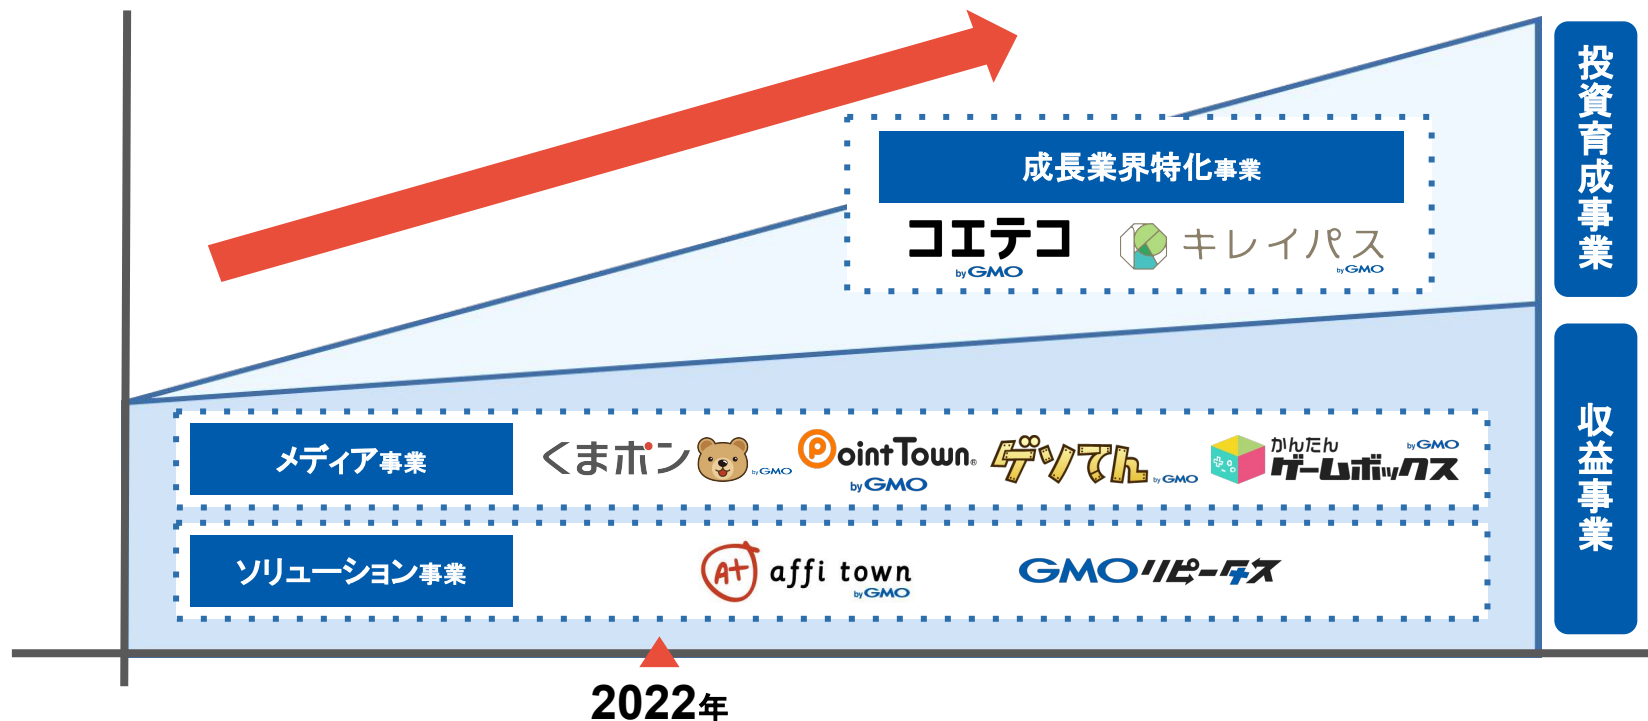 成長業界特化事業
コエテコ
by GMO
キレイパス
by GMO
投資育成事業
メディア事業
くまポン
by GMO
PointTown®
by GMO
ゲソてん
by GMO
かんたん
by GMO
ゲームボックス
収益事業
ソリューション事業
A+
affi town
by GMO
GMOリピータス
2022年